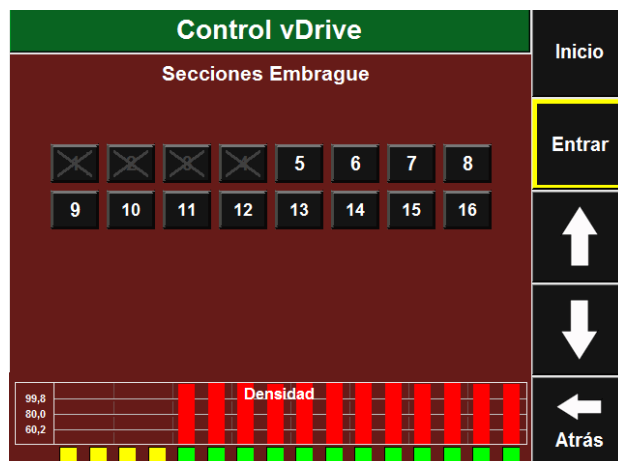 Control vDrive
Inicio
Secciones Embrague
Entrar
1 2 3 4 5 6 7 8
9 10 11 12 13 14 15 16
Densidad
99,8
80,0
60,2
Atrás